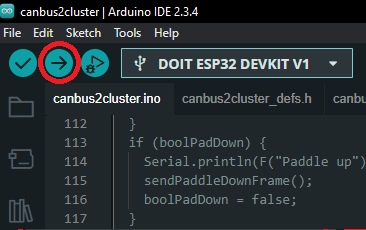 canbus2cluster | Arduino IDE 2.3.4
File Edit Sketch Tools Help
DOIT ESP32 DEVKIT V1
canbus2cluster.ino canbus2cluster_defs.h canbu
112 }
113 if (boolPadDown) {
114 Serial.println(F("Paddle up")
115 sendPaddleDownFrame();
116 boolPadDown = false;
117 }